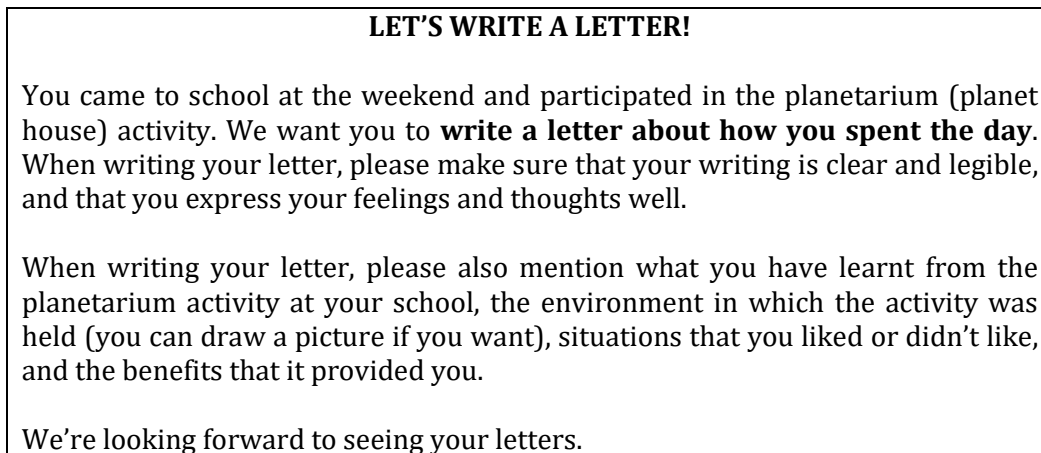 LET’S WRITE A LETTER!
You came to school at the weekend and participated in the planetarium (planet
house) activity. We want you to write a letter about how you spent the day.
When writing your letter, please make sure that your writing is clear and legible,
and that you express your feelings and thoughts well.
When writing your letter, please also mention what you have learnt from the
planetarium activity at your school, the environment in which the activity was
held (you can draw a picture if you want), situations that you liked or didn’t like,
and the benefits that it provided you.
We’re looking forward to seeing your letters.